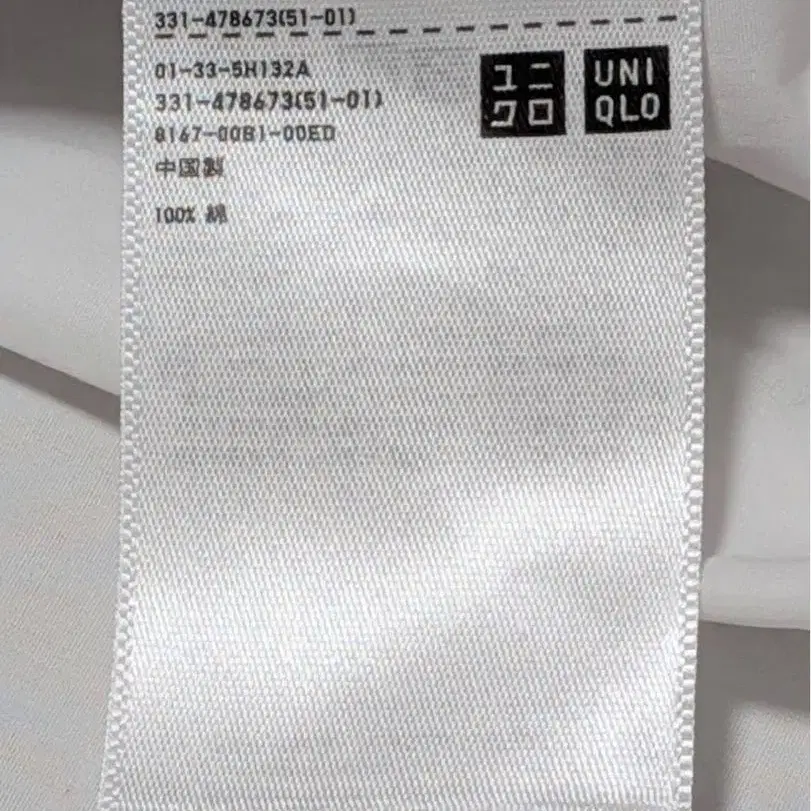 331-478673(51-01)
01-33-5H132A
331-478673(51-01)
8167-00B1-00ED
中国製
100% 綿
ユニ
クロ
UNI
QLO